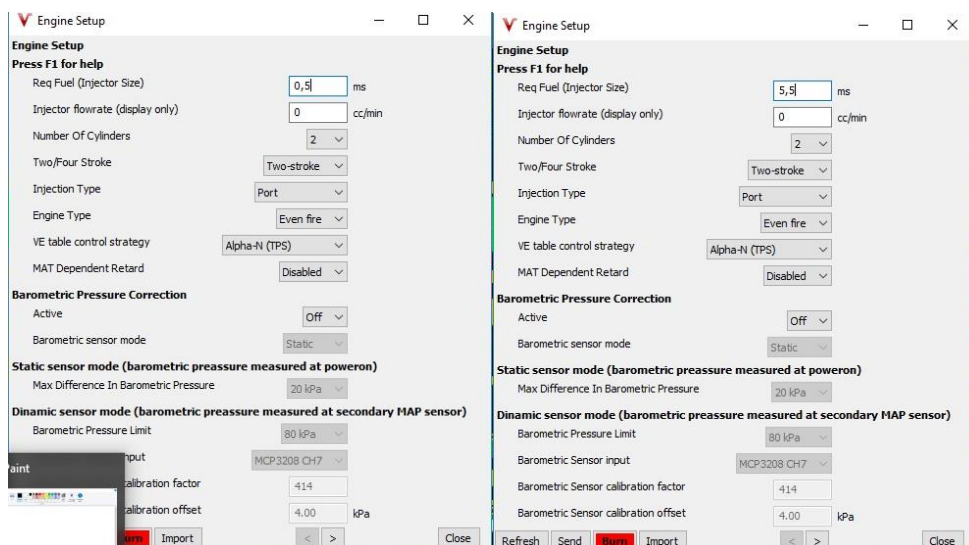 Engine Setup
Engine Setup
Press F1 for help
Req Fuel (Injector Size) 0,5 ms
Injector flowrate (display only) 0 cc/min
Number Of Cylinders 2
Two/Four Stroke Two-stroke
Injection Type Port
Engine Type Even fire
VE table control strategy Alpha-N (TPS)
MAT Dependent Retard Disabled
Barometric Pressure Correction
Active Off
Barometric sensor mode Static
Static sensor mode (barometric preassure measured at poweron)
Max Difference In Barometric Pressure 20 kPa
Dinamic sensor mode (barometric preassure measured at secondary MAP sensor)
Barometric Pressure Limit 80 kPa
nput MCP3208 CH7
alibration factor 414
alibration offset 4.00 kPa
aint
urn Import < > Close
Engine Setup
Engine Setup
Press F1 for help
Req Fuel (Injector Size) 5,5 ms
Injector flowrate (display only) 0 cc/min
Number Of Cylinders 2
Two/Four Stroke Two-stroke
Injection Type Port
Engine Type Even fire
VE table control strategy Alpha-N (TPS)
MAT Dependent Retard Disabled
Barometric Pressure Correction
Active Off
Barometric sensor mode Static
Static sensor mode (barometric preassure measured at poweron)
Max Difference In Barometric Pressure 20 kPa
Dinamic sensor mode (barometric preassure measured at secondary MAP sensor)
Barometric Pressure Limit 80 kPa
Barometric Sensor input MCP3208 CH7
Barometric Sensor calibration factor 414
Barometric Sensor calibration offset 4.00 kPa
Refresh Send Burn Import < > Close